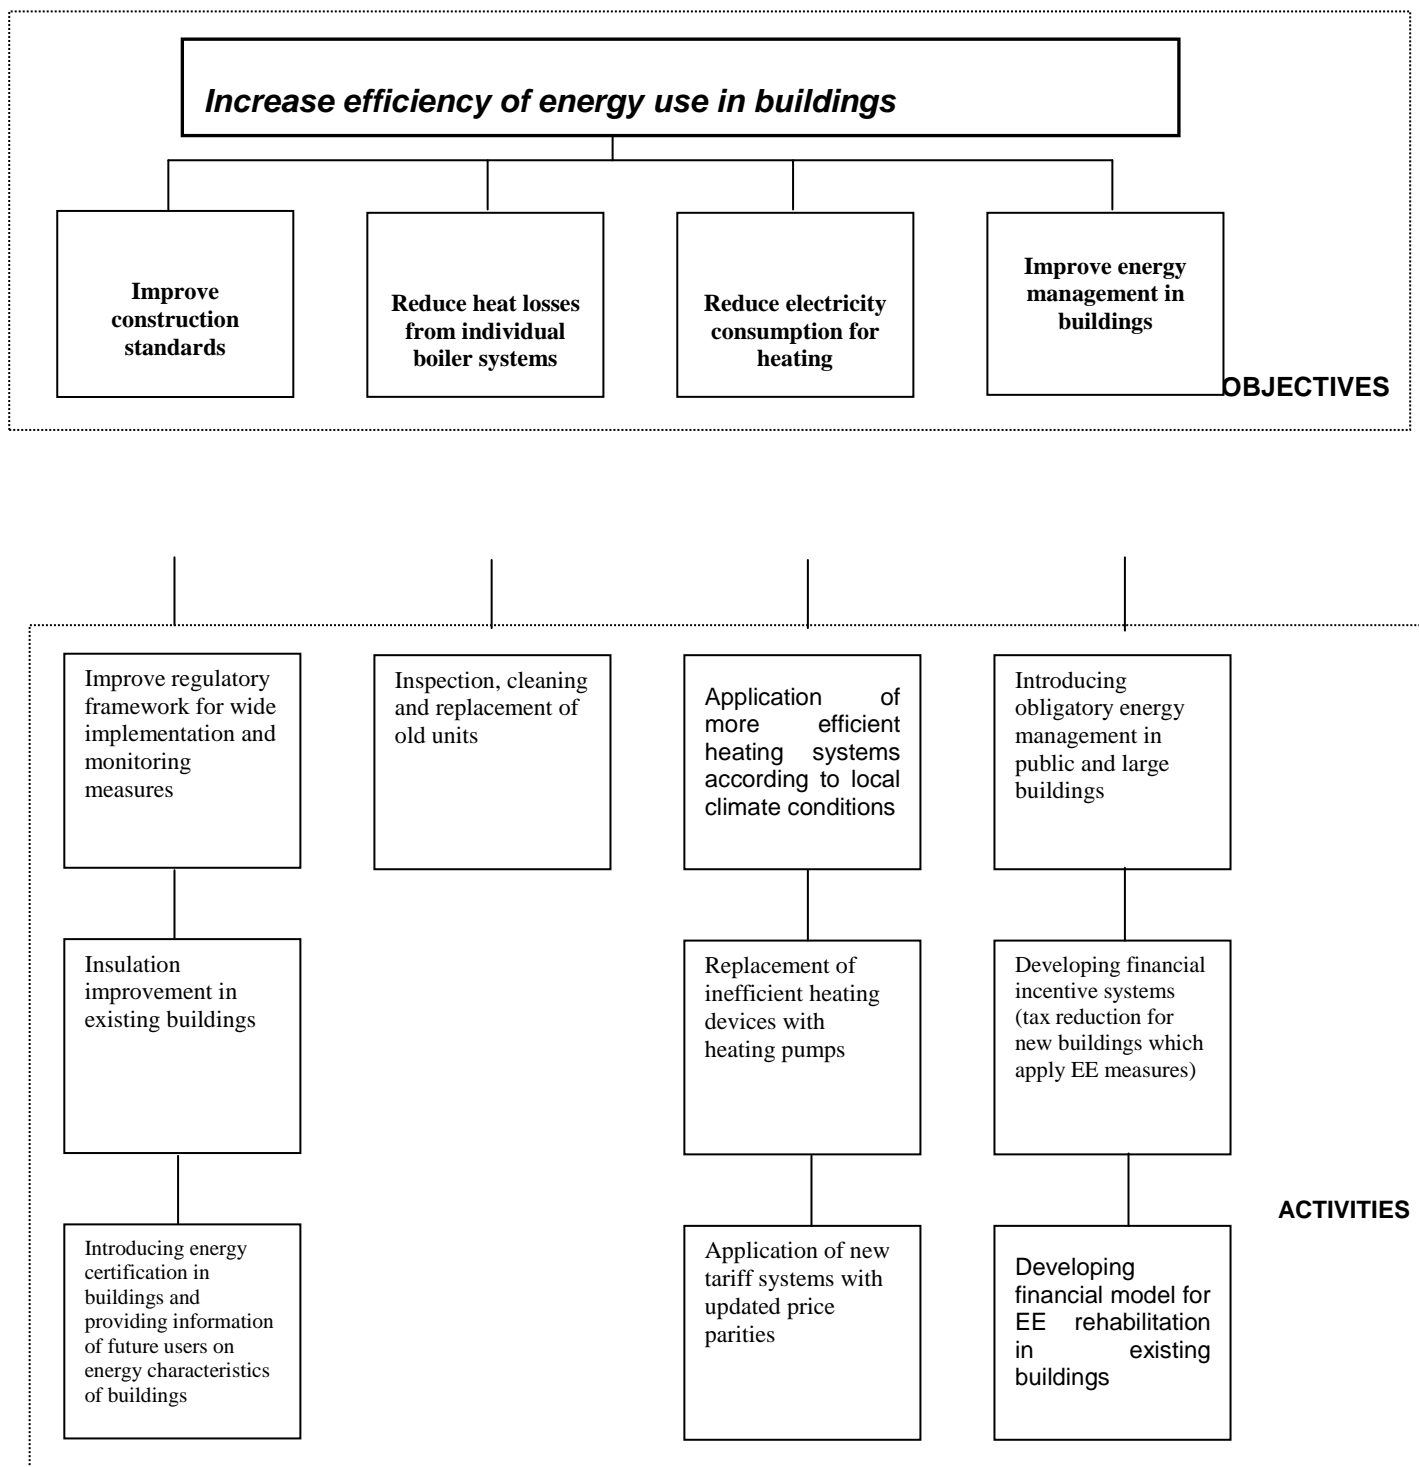 Increase efficiency of energy use in buildings
Improve
construction
standards
Reduce heat losses
from individual
boiler systems
Reduce electricity
consumption for
heating
Improve energy
management in
buildings
OBJECTIVES
Improve regulatory
framework for wide
implementation and
monitoring
measures
Inspection, cleaning
and replacement of
old units
Application of
more efficient
heating systems
according to local
climate conditions
Introducing
obligatory energy
management in
public and large
buildings
Insulation
improvement in
existing buildings
Replacement of
inefficient heating
devices with
heating pumps
Developing financial
incentive systems
(tax reduction for
new buildings which
apply EE measures)
ACTIVITIES
Introducing energy
certification in
buildings and
providing information
of future users on
energy characteristics
of buildings
Application of new
tariff systems with
updated price
parities
Developing
financial model for
EE rehabilitation
in existing
buildings